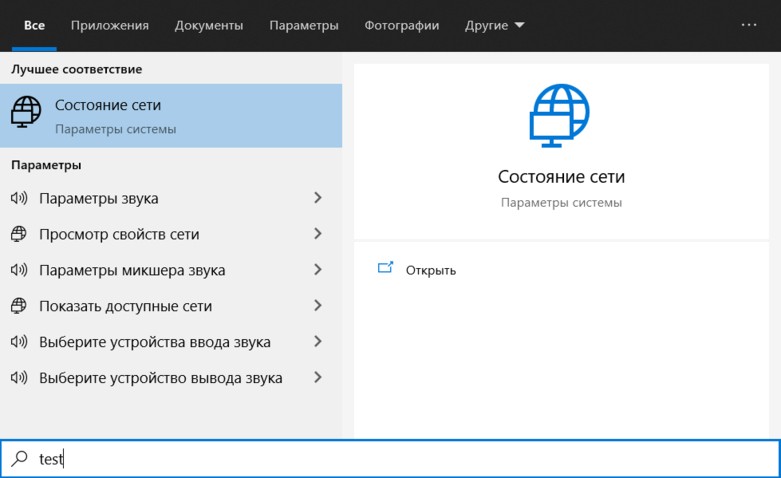 Все Приложения Документы Параметры Фотографии Другие ...
Лучшее соответствие
Состояние сети
Параметры системы
Параметры
Параметры звука
Просмотр свойств сети
Параметры микшера звука
Показать доступные сети
Выберите устройства ввода звука
Выберите устройство вывода звука
Состояние сети
Параметры системы
Открыть
test